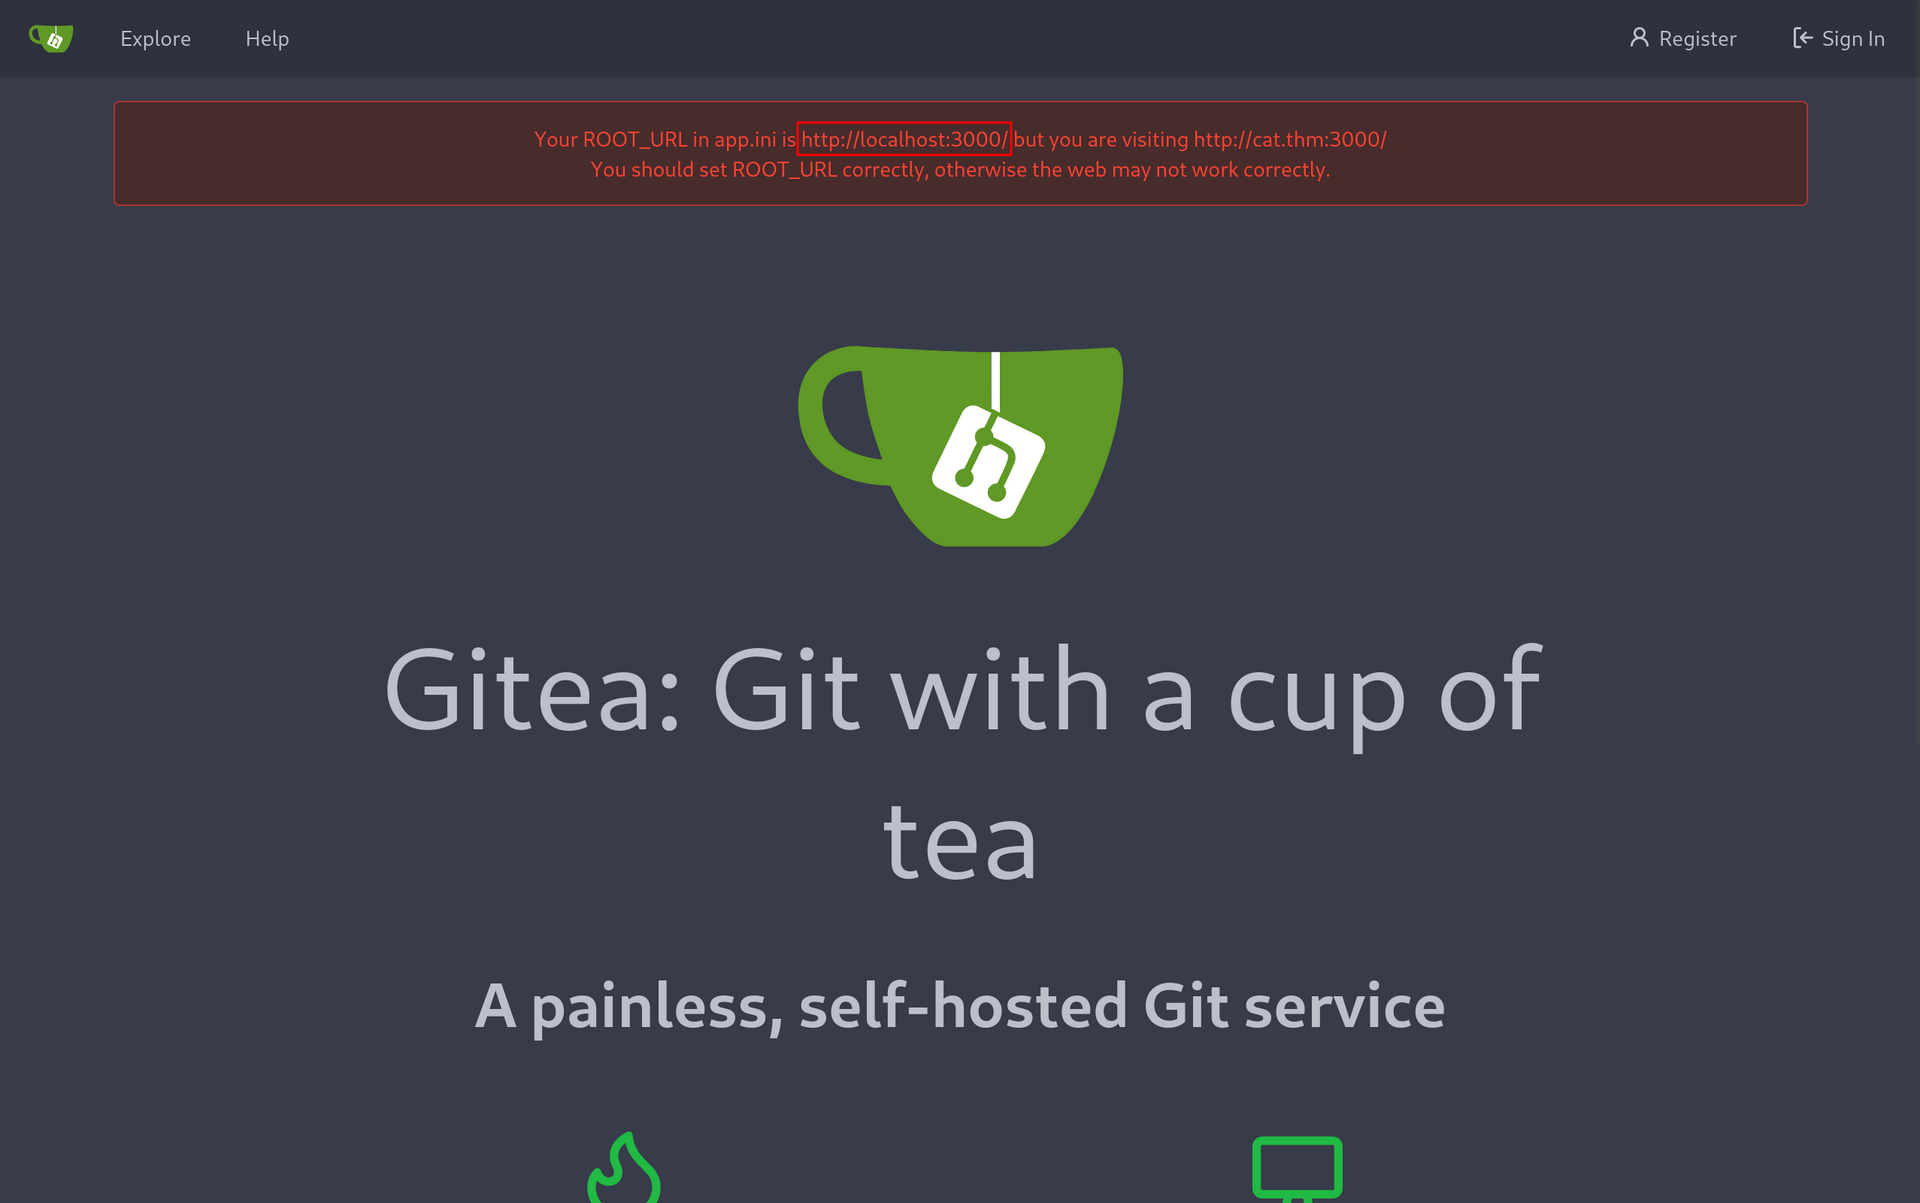 Explore Help Register Sign In
Your ROOT_URL in app.ini is http://localhost:3000/ but you are visiting http://cat.thm:3000/
You should set ROOT_URL correctly, otherwise the web may not work correctly.
Gitea: Git with a cup of
tea
A painless, self-hosted Git service